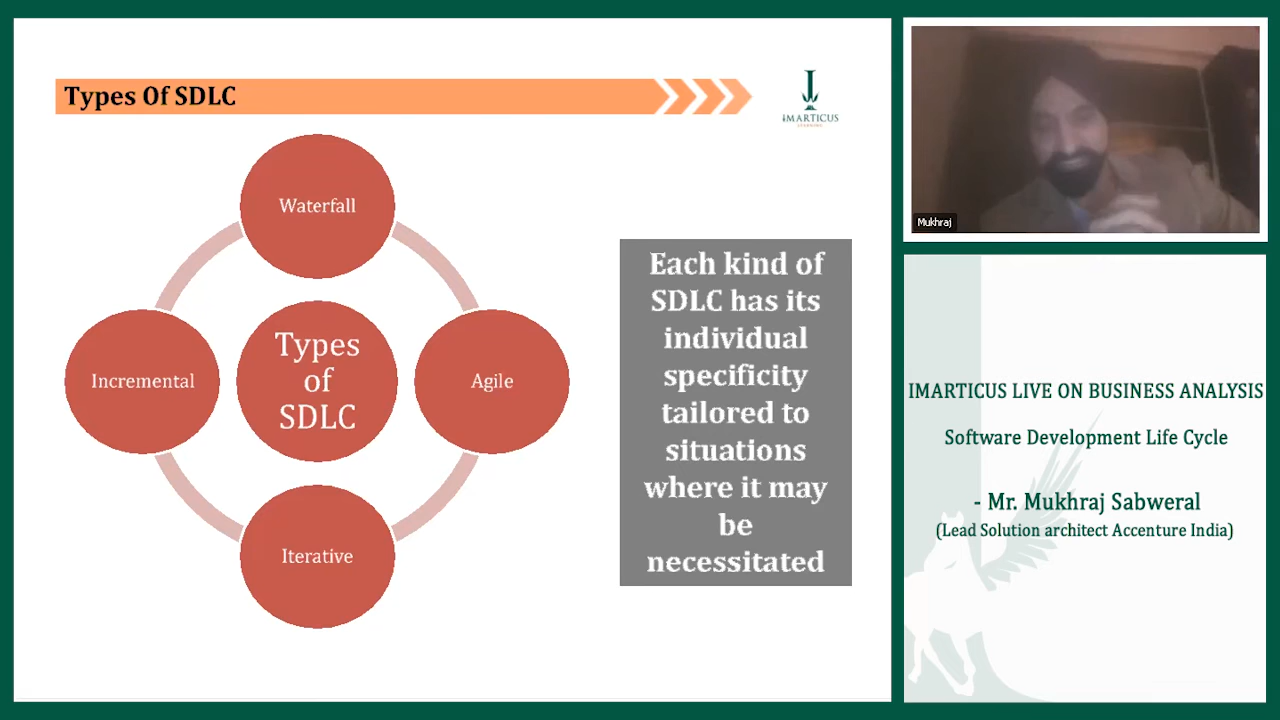 Types Of SDLC
IMARTICUS
LEARNING
Waterfall
Incremental
Types
of
SDLC
Agile
Iterative
Each kind of
SDLC has its
individual
specificity
tailored to
situations
where it may
be
necessitated
Mukhraj
IMARTICUS LIVE ON BUSINESS ANALYSIS
Software Development Life Cycle
- Mr. Mukhraj Sabweral
(Lead Solution architect Accenture India)